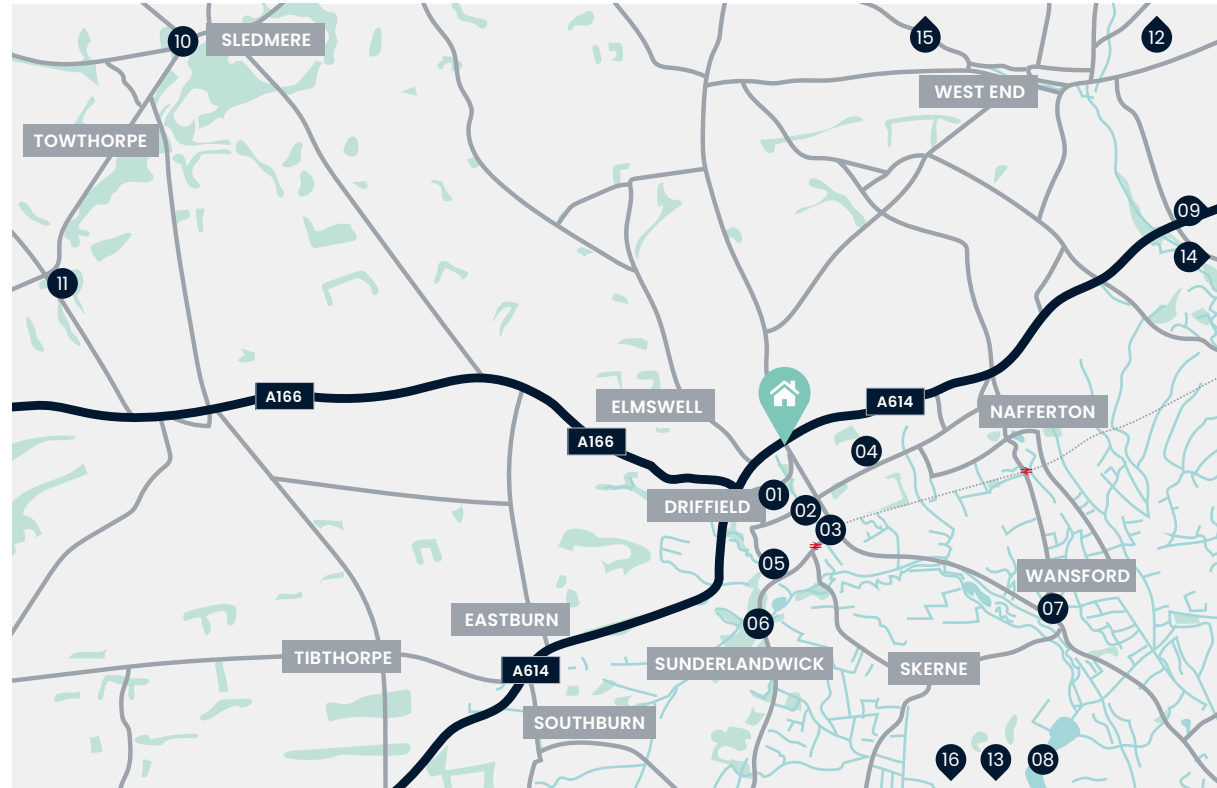 10
SLEDMERE
15
12
WEST END
TOWTHORPE
09
14
11
A166
ELMSWELL
A614
NAFFERTON
A166
04
DRIFFIELD
01
02
03
05
WANSFORD
07
EASTBURN
06
TIBTHORPE
A614
SUNDERLANDWICK
SKERNE
SOUTHBURN
16
13
08